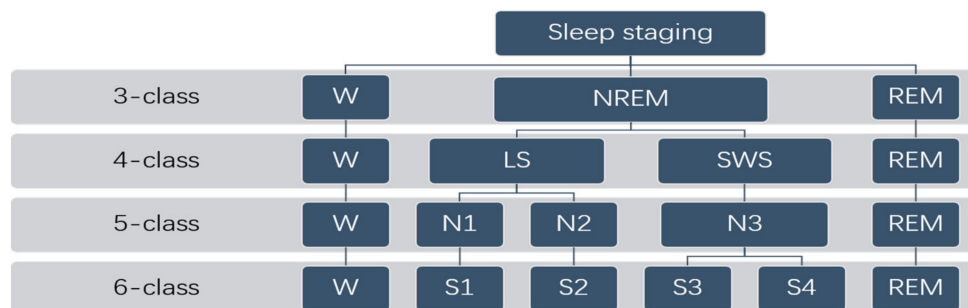 Sleep staging
3-class W NREM REM
4-class W LS SWS REM
5-class W N1 N2 N3 REM
6-class W S1 S2 S3 S4 REM